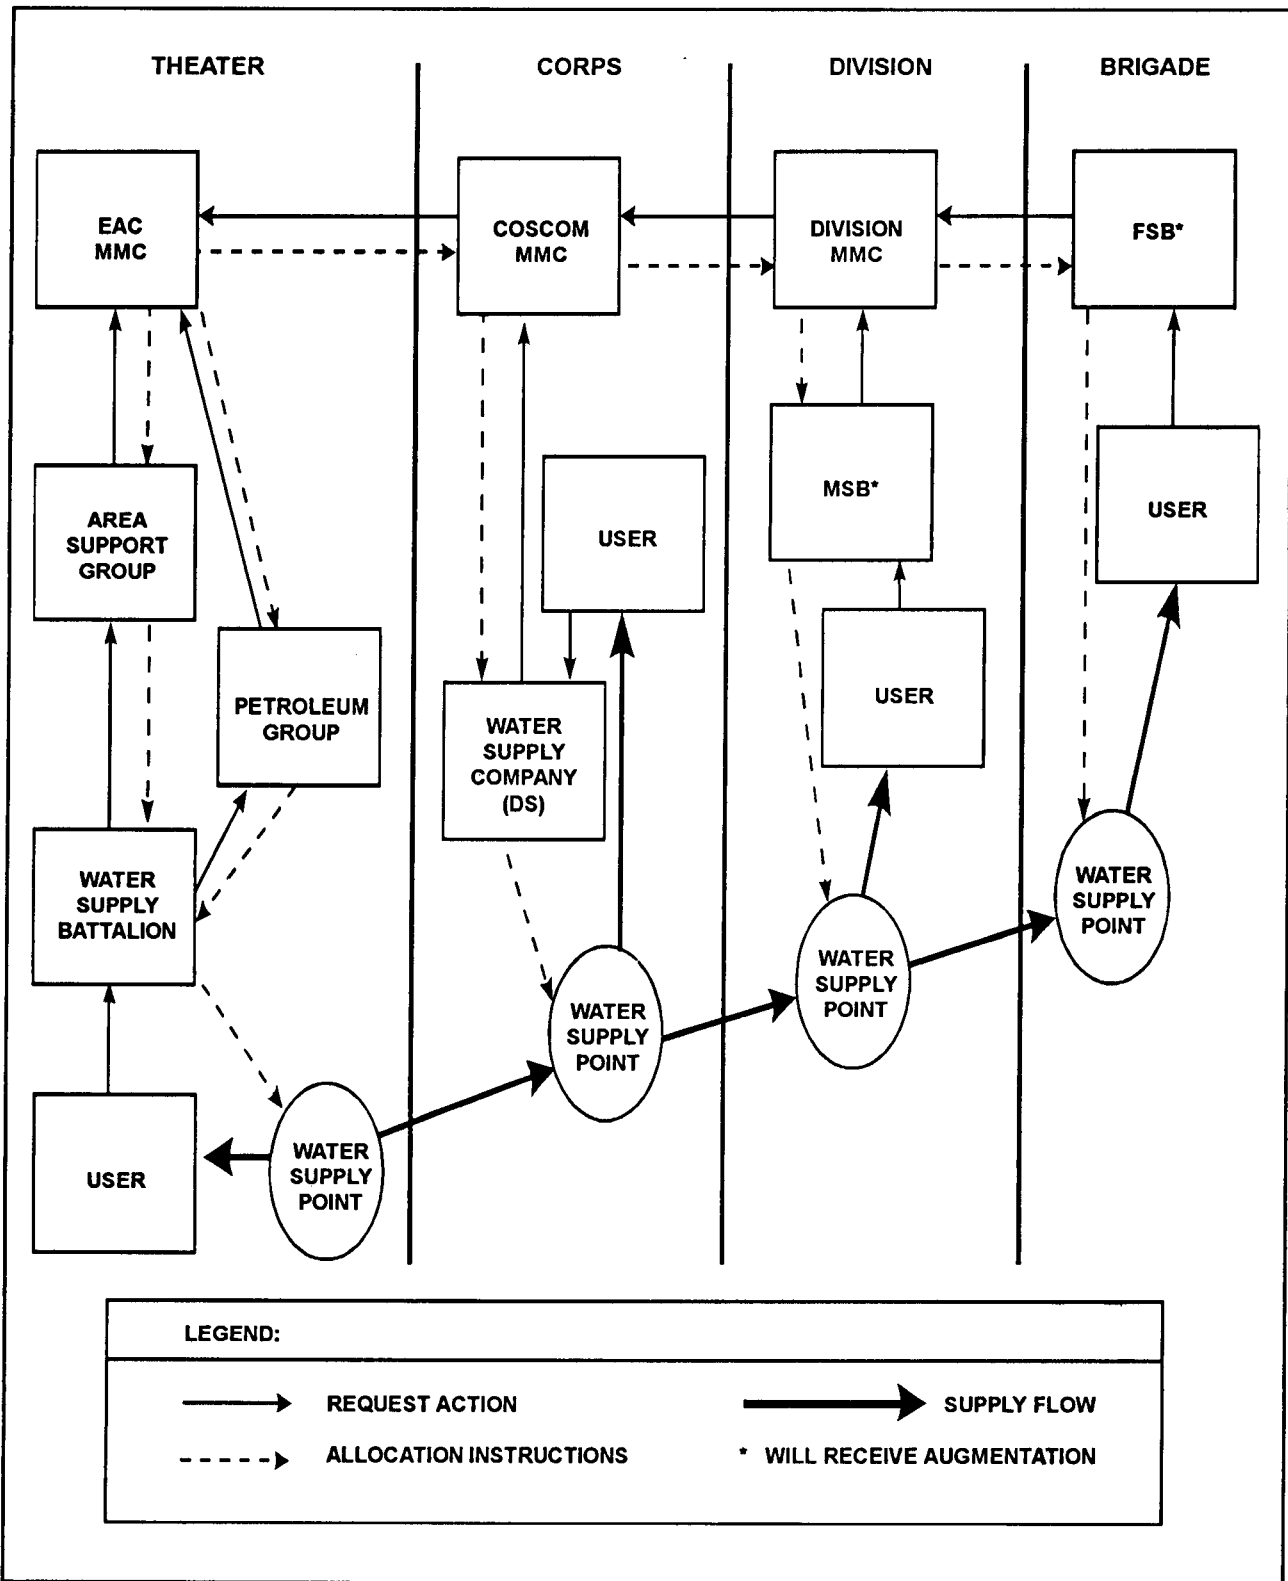 THEATER
CORPS
DIVISION
BRIGADE
EAC
MMC
COSCOM
MMC
DIVISION
MMC
FSB*
AREA
SUPPORT
GROUP
PETROLEUM
GROUP
WATER
SUPPLY
BATTALION
USER
WATER
SUPPLY
POINT
USER
WATER
SUPPLY
COMPANY
(DS)
WATER
SUPPLY
POINT
MSB*
USER
WATER
SUPPLY
POINT
USER
WATER
SUPPLY
POINT
LEGEND:
REQUEST ACTION
SUPPLY FLOW
ALLOCATION INSTRUCTIONS
* WILL RECEIVE AUGMENTATION